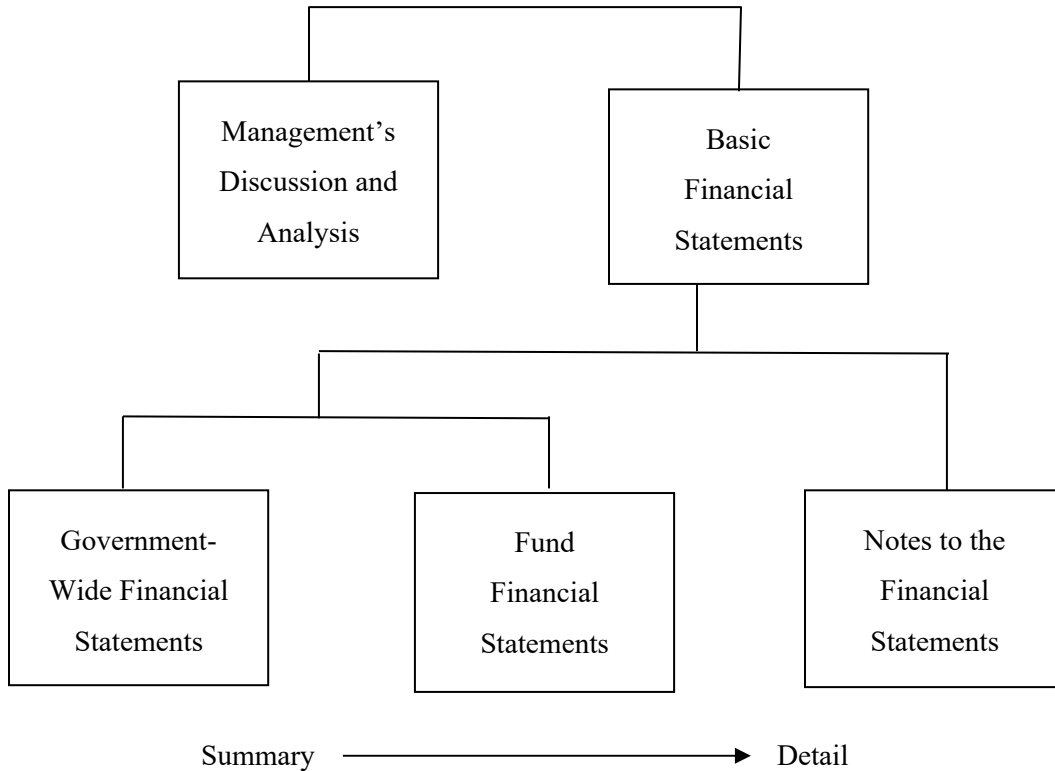 Management’s
Discussion and
Analysis
Basic
Financial
Statements
Government-
Wide Financial
Statements
Fund
Financial
Statements
Notes to the
Financial
Statements
Summary
Detail